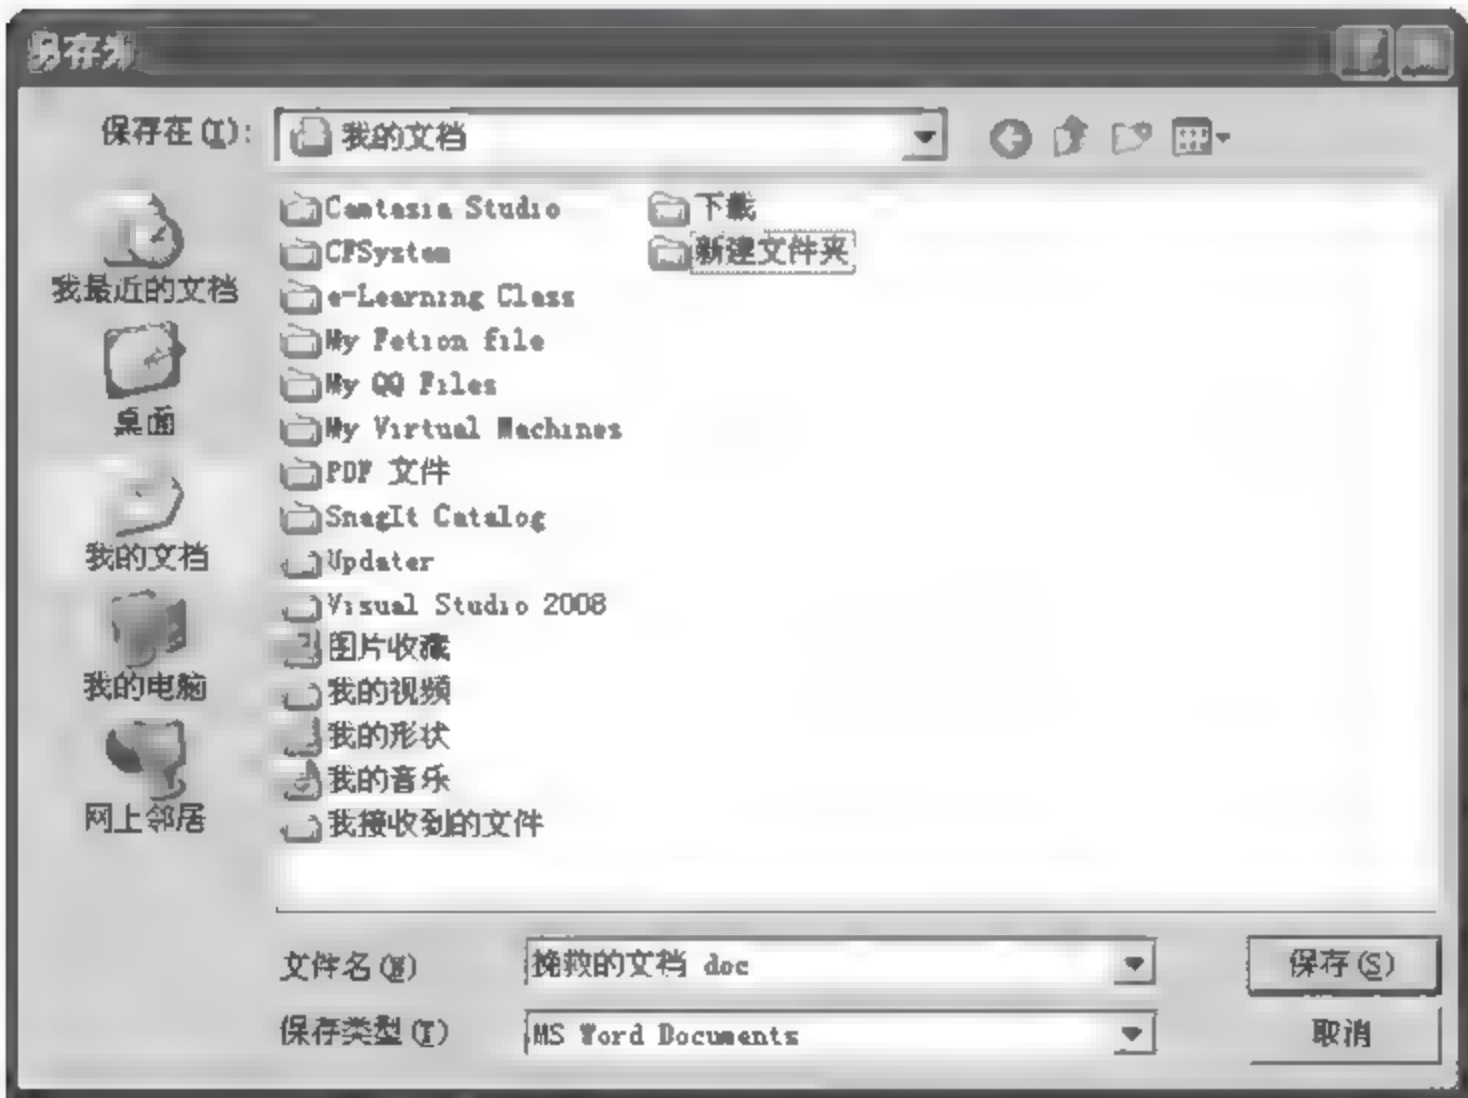 另存为
保存在(I):
我的文档
我最近的文档
桌面
我的文档
我的电脑
网上邻居
Camtasia Studio
CFSystem
e-Learning Class
My Fetion file
My QQ Files
My Virtual Machines
PDF 文件
SnagIt Catalog
Updater
Visual Studio 2008
图片收藏
我的视频
我的形状
我的音乐
我接收到的文件
下载
新建文件夹
文件名(N)
挽救的文档 doc
保存(S)
保存类型(T)
MS Word Documents
取消